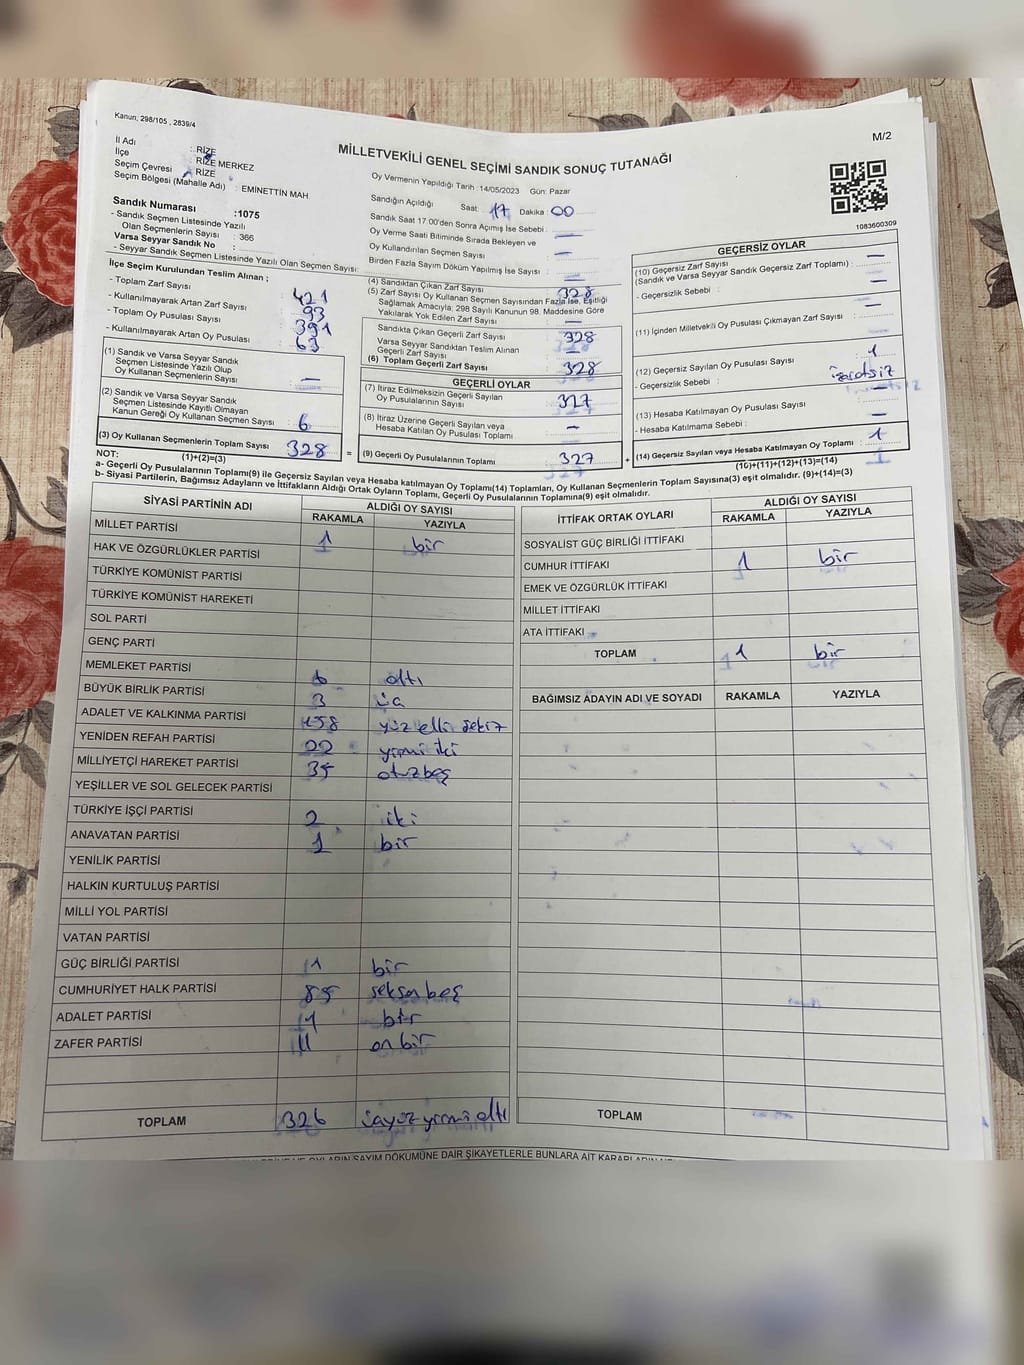 Kanun; 298/105 , 2839/4
M/2
MİLLETVEKİLİ GENEL SEÇİMİ SANDIK SONUÇ TUTANAĞI
İl Adı : RİZE
İlçe : RİZE MERKEZ
Seçim Çevresi : RİZE
Seçim Bölgesi (Mahalle Adı) : EMİNETTİN MAH
Sandık Numarası :1075
- Sandık Seçmen Listesinde Yazılı
Olan Seçmenlerin Sayısı : 366
Varsa Seyyar Sandık No :
- Seyyar Sandık Seçmen Listesinde Yazılı Olan Seçmen Sayısı:
Oy Vermenin Yapıldığı Tarih : 14/05/2023 Gün: Pazar
Sandığın Açıldığı Saat: 17 Dakika : 00
Sandık Saat 17.00'den Sonra Açımış İse Sebebi :
Oy Verme Saati Bitiminde Sırada Bekleyen ve
Oy Kullandırılan Seçmen Sayısı : —
Birden Fazla Sayım Döküm Yapılmış İse Sayısı : —
1083600309
İlçe Seçim Kurulundan Teslim Alınan ;
- Toplam Zarf Sayısı : 421
- Kullanılmayarak Artan Zarf Sayısı : 93
- Toplam Oy Pusulası Sayısı : 391
- Kullanılmayarak Artan Oy Pusulası : 63
(1) Sandık ve Varsa Seyyar Sandık
Seçmen Listesinde Yazılı Olup
Oy Kullanan Seçmenlerin Sayısı : —
(2) Sandık ve Varsa Seyyar Sandık
Seçmen Listesinde Kayıtlı Olmayan
Kanun Gereği Oy Kullanan Seçmen Sayısı : 6
(3) Oy Kullanan Seçmenlerin Toplam Sayısı : 328 =
(4) Sandıktan Çıkan Zarf Sayısı : 328
(5) Zarf Sayısı Oy Kullanan Seçmen Sayısından Fazla İse, Eşitliği
Sağlamak Amacıyla; 298 Sayılı Kanunun 98. Maddesine Göre
Yakılarak Yok Edilen Zarf Sayısı : —
Sandıkta Çıkan Geçerli Zarf Sayısı : 328
Varsa Seyyar Sandıktan Teslim Alınan
Geçerli Zarf Sayısı : —
(6) Toplam Geçerli Zarf Sayısı : 328
GEÇERLİ OYLAR
(7) İtiraz Edilmeksizin Geçerli Sayılan
Oy Pusulalarının Sayısı : 327
(8) İtiraz Üzerine Geçerli Sayılan veya
Hesaba Katılan Oy Pusulası Toplamı : —
(9) Geçerli Oy Pusulalarının Toplamı : 327 +
GEÇERSİZ OYLAR
(10) Geçersiz Zarf Sayısı : —
(Sandık ve Varsa Seyyar Sandık Geçersiz Zarf Toplamı) :
- Geçersizlik Sebebi : —
(11) İçinden Milletvekili Oy Pusulası Çıkmayan Zarf Sayısı : —
(12) Geçersiz Sayılan Oy Pusulası Sayısı : 1
- Geçersizlik Sebebi : işaretsiz
(13) Hesaba Katılmayan Oy Pusulası Sayısı : —
- Hesaba Katılmama Sebebi : —
(14) Geçersiz Sayılan veya Hesaba Katılmayan Oy Toplamı : 1
NOT: (1)+(2)=(3)
(10)+(11)+(12)+(13)=(14)
a- Geçerli Oy Pusulalarının Toplamı(9) ile Geçersiz Sayılan veya Hesaba katılmayan Oy Toplamı(14) Toplamları, Oy Kullanan Seçmenlerin Toplam Sayısına(3) eşit olmalıdır. (9)+(14)=(3)
b- Siyasi Partilerin, Bağımsız Adayların ve İttifakların Aldığı Ortak Oyların Toplamı, Geçerli Oy Pusulalarının Toplamına(9) eşit olmalıdır.
SİYASİ PARTİNİN ADI ALDIĞI OY SAYISI
RAKAMLA YAZIYLA
MİLLET PARTİSİ 1 bir
HAK VE ÖZGÜRLÜKLER PARTİSİ
TÜRKİYE KOMÜNİST PARTİSİ
TÜRKİYE KOMÜNİST HAREKETİ
SOL PARTİ
GENÇ PARTİ
MEMLEKET PARTİSİ 6 altı
BÜYÜK BİRLİK PARTİSİ 3 üç
ADALET VE KALKINMA PARTİSİ 158 yüz elli sekiz
YENİDEN REFAH PARTİSİ 22 yirmi iki
MİLLİYETÇİ HAREKET PARTİSİ 35 otuz beş
YEŞİLLER VE SOL GELECEK PARTİSİ
TÜRKİYE İŞÇİ PARTİSİ 2 iki
ANAVATAN PARTİSİ 1 bir
YENİLİK PARTİSİ
HALKIN KURTULUŞ PARTİSİ
MİLLİ YOL PARTİSİ
VATAN PARTİSİ
GÜÇ BİRLİĞİ PARTİSİ 1 bir
CUMHURİYET HALK PARTİSİ 85 seksen beş
ADALET PARTİSİ 1 bir
ZAFER PARTİSİ 11 on bir
TOPLAM 326 üçyüz yirmi altı
İTTİFAK ORTAK OYLARI ALDIĞI OY SAYISI
RAKAMLA YAZIYLA
SOSYALİST GÜÇ BİRLİĞİ İTTİFAKI
CUMHUR İTTİFAKI 1 bir
EMEK VE ÖZGÜRLÜK İTTİFAKI
MİLLET İTTİFAKI
ATA İTTİFAKI
TOPLAM 1 bir
BAĞIMSIZ ADAYIN ADI VE SOYADI RAKAMLA YAZIYLA
TOPLAM
OYLARIN SAYIM DÖKÜMÜNE DAİR ŞİKAYETLERLE BUNLARA AİT KARARLARIN